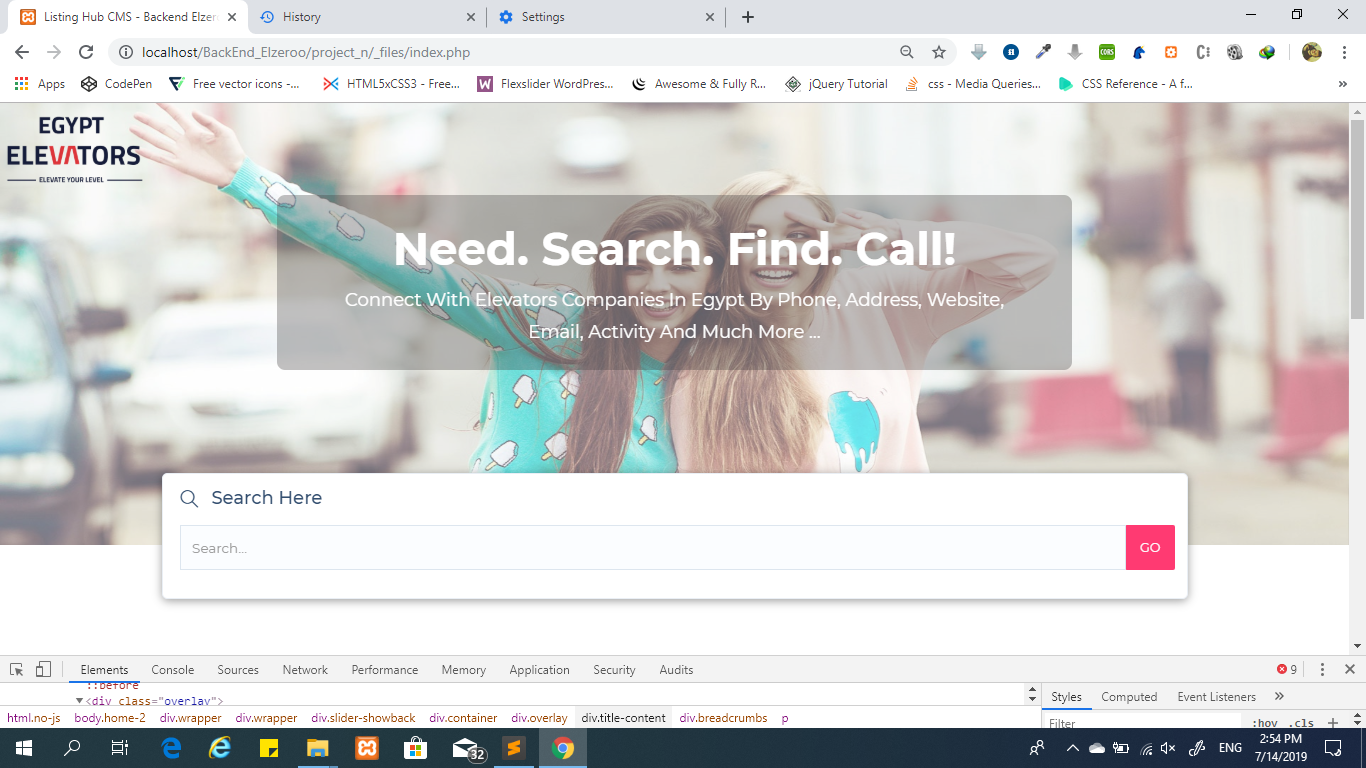 Listing Hub CMS - Backend Elzer
History
Settings
localhost/BackEnd_Elzeroo/project_n/_files/index.php
CORS
Apps
CodePen
Free vector icons -...
HTML5xCSS3 - Free...
Flexslider WordPres...
Awesome & Fully R...
jQuery Tutorial
css - Media Queries...
CSS Reference - A f...
EGYPT
ELEVATORS
ELEVATE YOUR LEVEL
Need. Search. Find. Call!
Connect With Elevators Companies In Egypt By Phone, Address, Website,
Email, Activity And Much More ...
Search Here
Search...
GO
Elements
Console
Sources
Network
Performance
Memory
Application
Security
Audits
9
::before
<div class="overlay">
Styles
Computed
Event Listeners
html.no-js
body.home-2
div.wrapper
div.wrapper
div.slider-showback
div.container
div.overlay
div.title-content
div.breadcrumbs
p
Filter
:hov
.cls
32
ENG
2:54 PM
7/14/2019